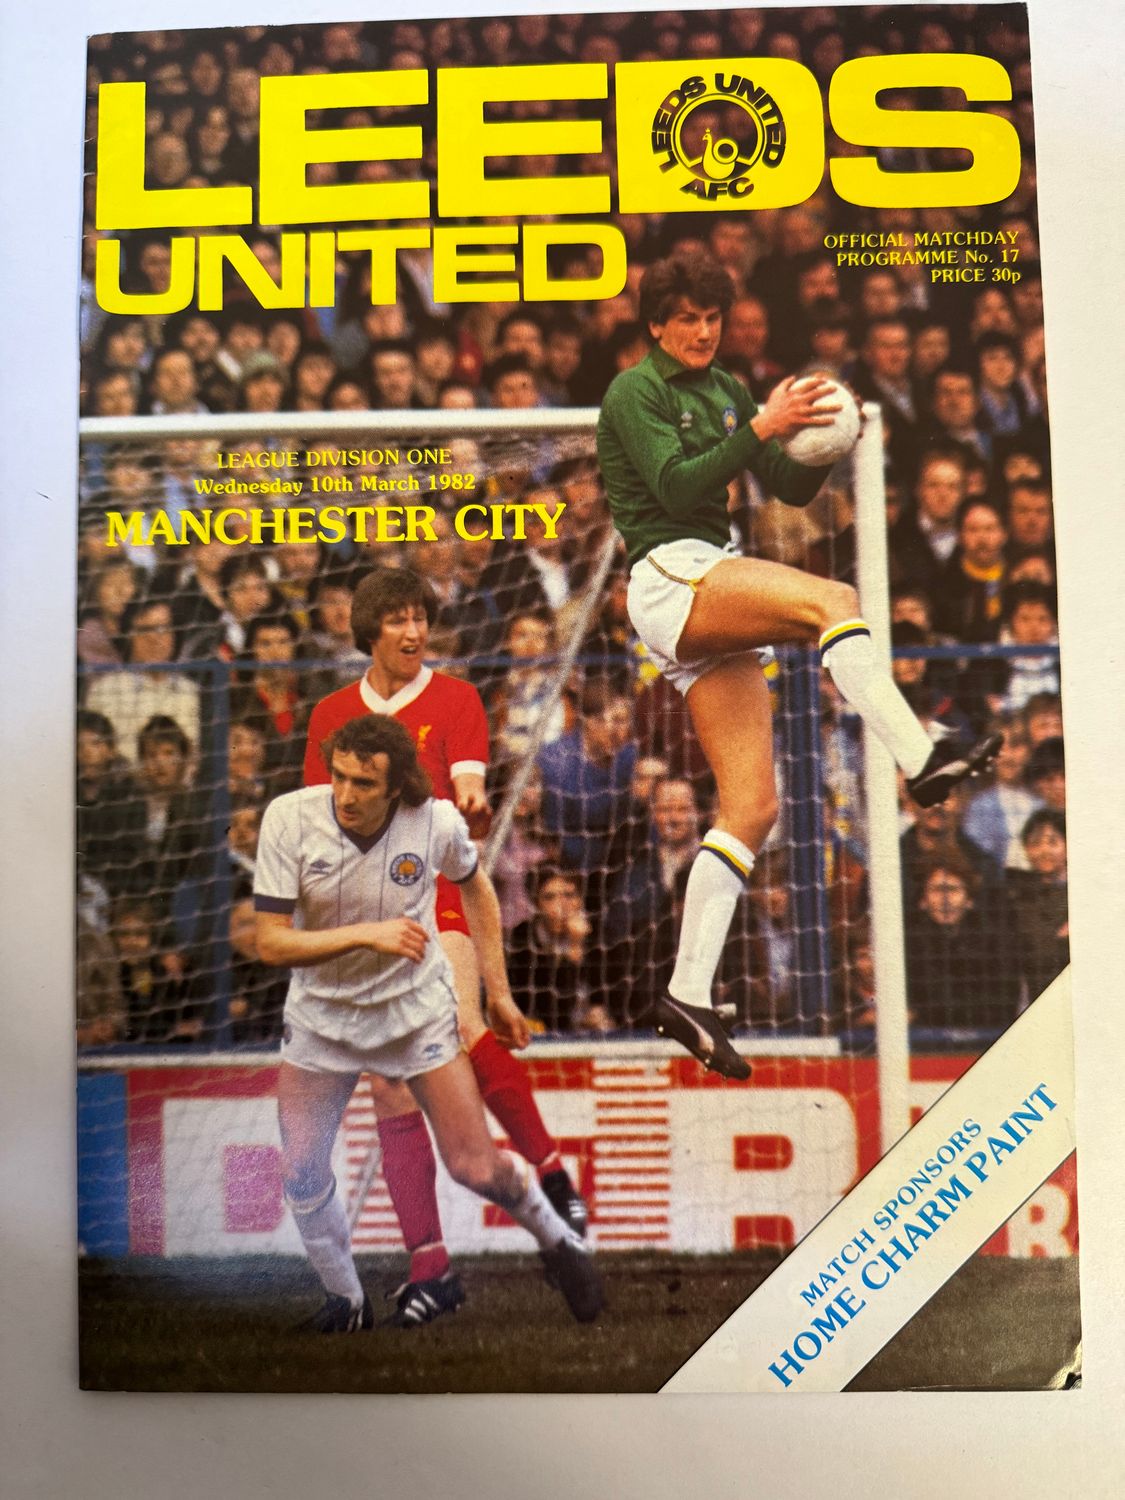 LEEDS
UNITED
LEEDS UNITED
AFC
OFFICIAL MATCHDAY
PROGRAMME No. 17
PRICE 30p
LEAGUE DIVISION ONE
Wednesday 10th March 1982
MANCHESTER CITY
MATCH SPONSORS
HOME CHARM PAINT